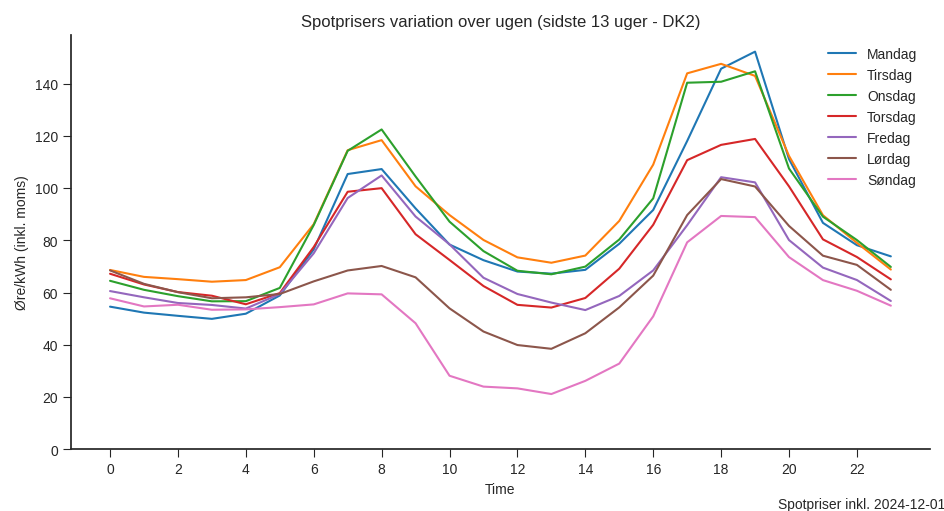 Spotprisers variation over ugen (sidste 13 uger - DK2)
Mandag
Tirsdag
Onsdag
Torsdag
Fredag
Lørdag
Søndag
Øre/kWh (inkl. moms)
140
120
100
80
60
40
20
0
0 2 4 6 8 10 12 14 16 18 20 22
Time
Spotpriser inkl. 2024-12-01